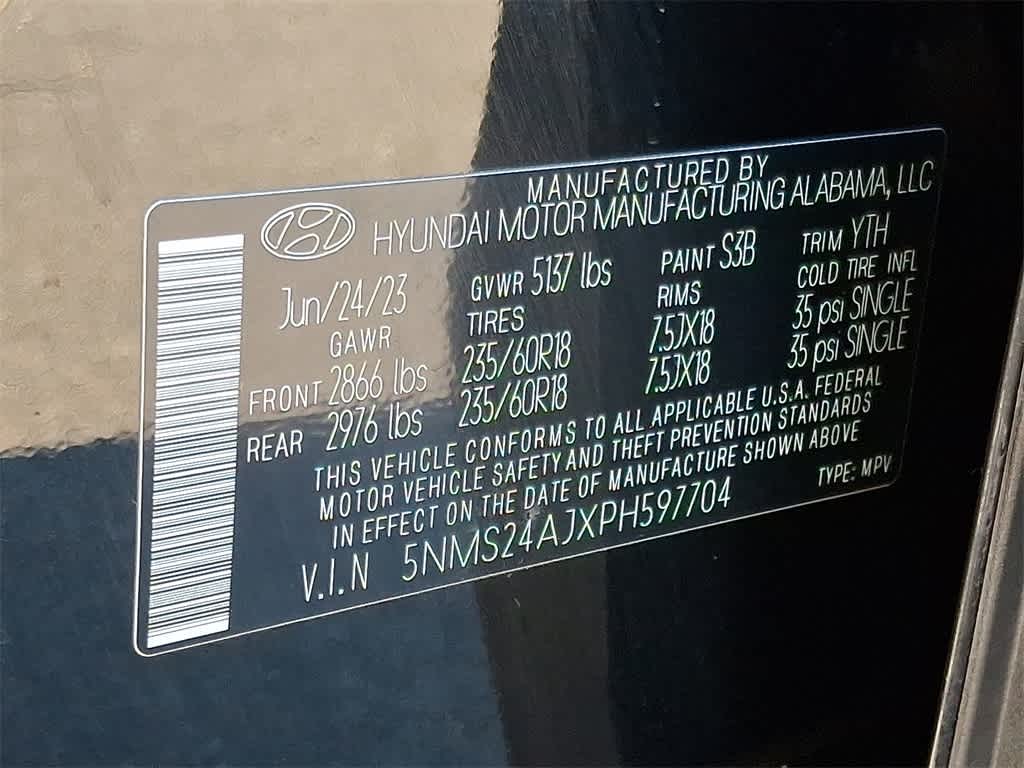 MANUFACTURED BY
HYUNDAI MOTOR MANUFACTURING ALABAMA, LLC
Jun/24/23 GVWR 5137 lbs PAINT S3B TRIM YTH
GAWR TIRES RIMS COLD TIRE INFL
FRONT 2866 lbs 235/60R18 7.5JX18 35 psi SINGLE
REAR 2976 lbs 235/60R18 7.5JX18 35 psi SINGLE
THIS VEHICLE CONFORMS TO ALL APPLICABLE U.S.A. FEDERAL
MOTOR VEHICLE SAFETY AND THEFT PREVENTION STANDARDS
IN EFFECT ON THE DATE OF MANUFACTURE SHOWN ABOVE
V.I.N 5NMS24AJXPH597704 TYPE: MPV